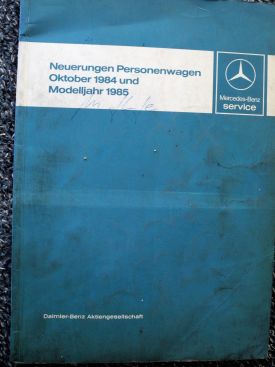 Neuerungen Personenwagen
Oktober 1984 und
Modelljahr 1985
Mercedes-Benz
service
Daimler-Benz Aktiengesellschaft